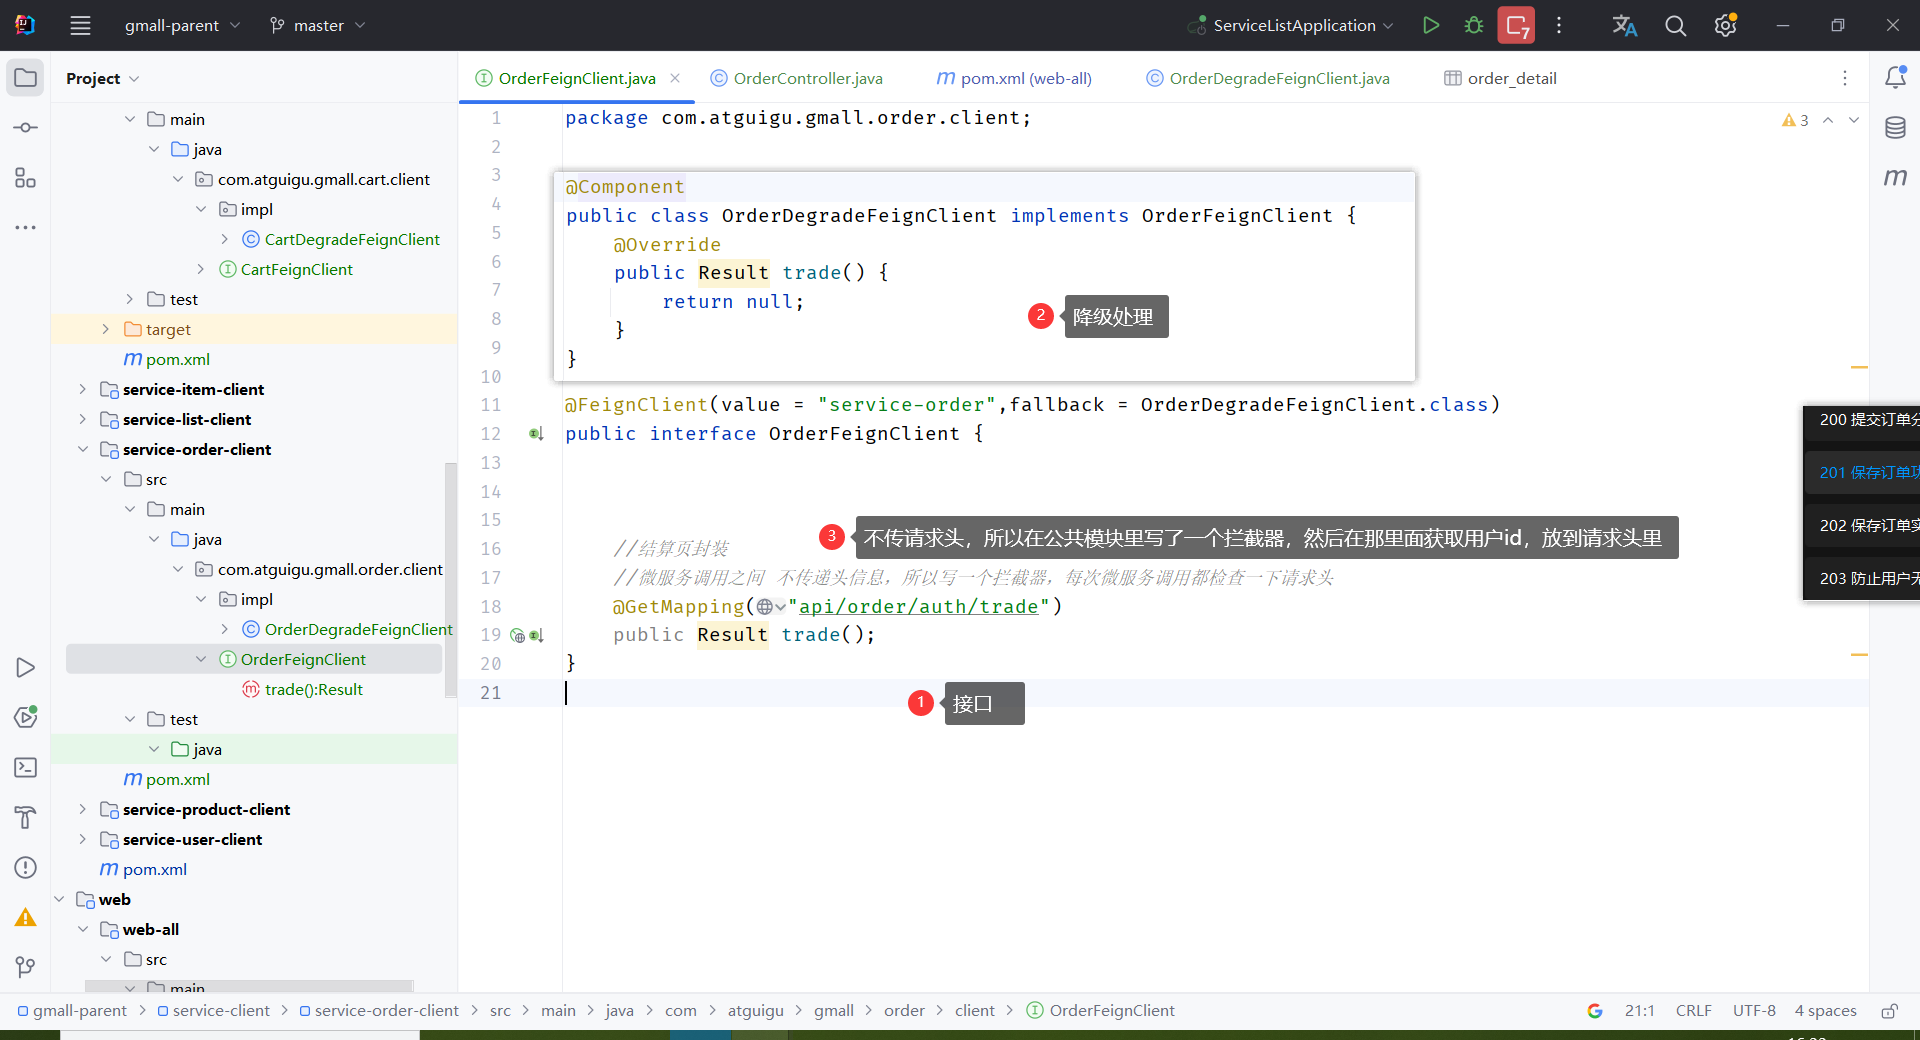 gmall-parent
master
ServiceListApplication
7
Project
OrderFeignClient.java
OrderController.java
pom.xml (web-all)
OrderDegradeFeignClient.java
order_detail
main
java
com.atguigu.gmall.cart.client
impl
CartDegradeFeignClient
CartFeignClient
test
target
pom.xml
service-item-client
service-list-client
service-order-client
src
main
java
com.atguigu.gmall.order.client
impl
OrderDegradeFeignClient
OrderFeignClient
trade():Result
test
java
pom.xml
service-product-client
service-user-client
pom.xml
web
web-all
src
main
3
1 package com.atguigu.gmall.order.client;
2
3
4
5
6
7
8
9
10
@Component
public class OrderDegradeFeignClient implements OrderFeignClient {
@Override
public Result trade() {
return null;
}
}
2 降级处理
11 @FeignClient(value = "service-order",fallback = OrderDegradeFeignClient.class)
12 public interface OrderFeignClient {
13
14
15
3 不传请求头，所以在公共模块里写了一个拦截器，然后在那里面获取用户id，放到请求头里
16 //结算页封装
17 //微服务调用之间 不传递头信息，所以写一个拦截器，每次微服务调用都检查一下请求头
18 @GetMapping("api/order/auth/trade")
19 public Result trade();
20 }
21
1 接口
200 提交订单分
201 保存订单功
202 保存订单实
203 防止用户无
gmall-parent > service-client > service-order-client > src > main > java > com > atguigu > gmall > order > client > OrderFeignClient
21:1 CRLF UTF-8 4 spaces